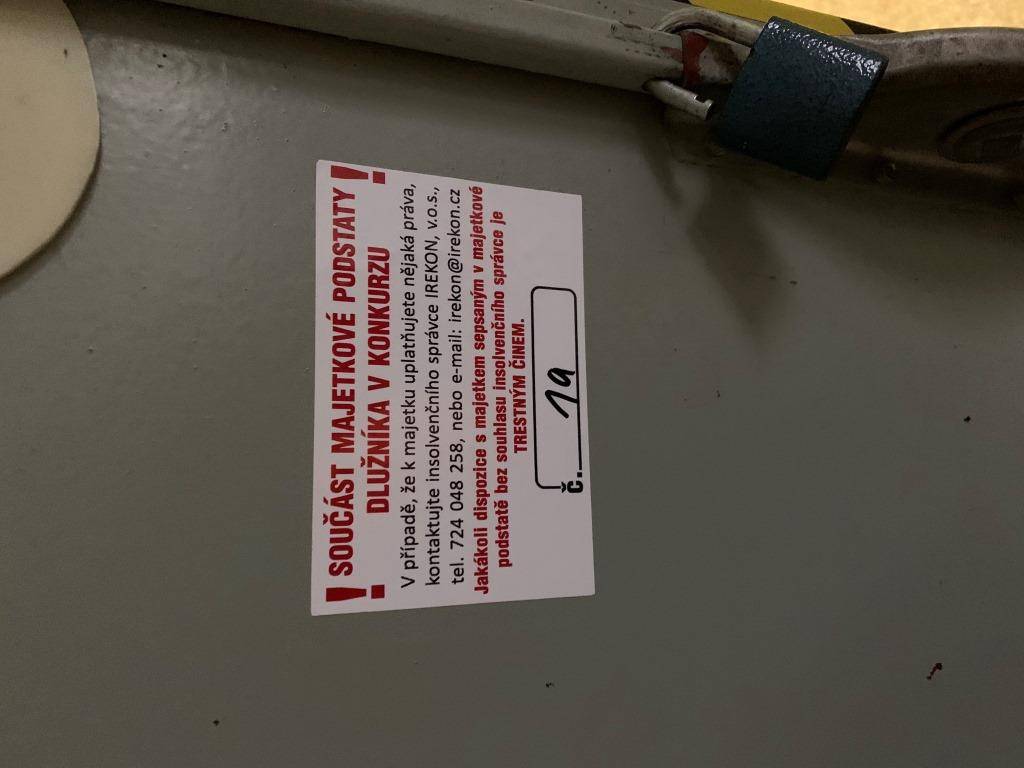 ! SOUČÁST MAJETKOVÉ PODSTATY !
DLUŽNÍKA V KONKURZU
V případě, že k majetku uplatňujete nějaká práva,
kontaktujte insolvenčního správce IREKON, v.o.s.,
tel. 724 048 258, nebo e-mail: irekon@irekon.cz
Jakákoli dispozice s majetkem sepsaným v majetkové
podstatě bez souhlasu insolvenčního správce je
TRESTNÝM ČINEM.
č. 19